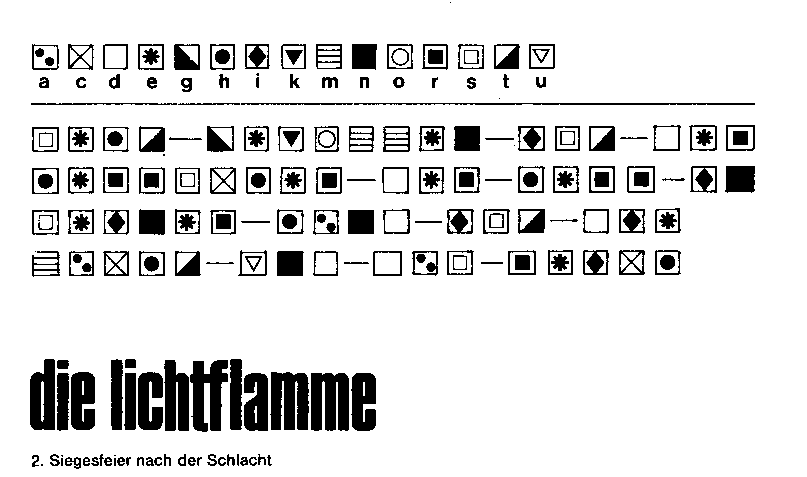 a c d e g h i k m n o r s t u
die lichtflamme
2. Siegesfeier nach der Schlacht